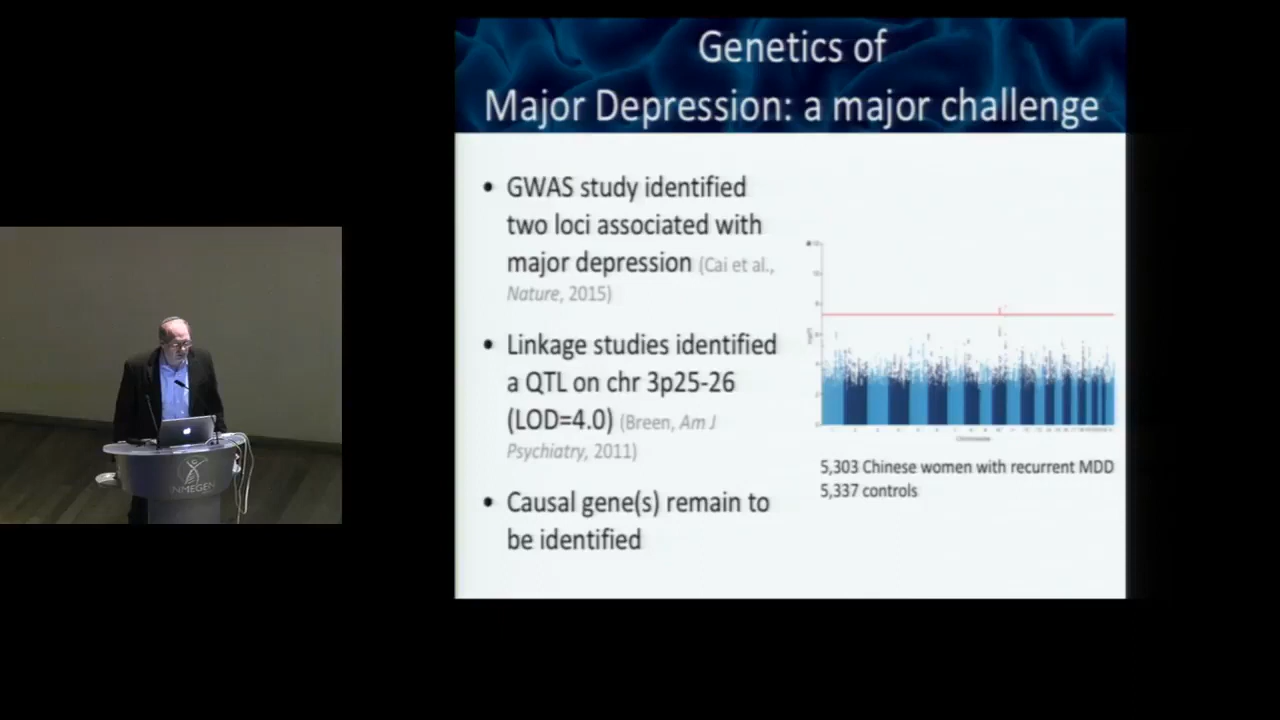 Genetics of
Major Depression: a major challenge
• GWAS study identified
two loci associated with
major depression (Cai et al.,
Nature, 2015)
• Linkage studies identified
a QTL on chr 3p25-26
(LOD=4.0) (Breen, Am J
Psychiatry, 2011)
• Causal gene(s) remain to
be identified
Chromosome
5,303 Chinese women with recurrent MDD
5,337 controls
INMEGEN